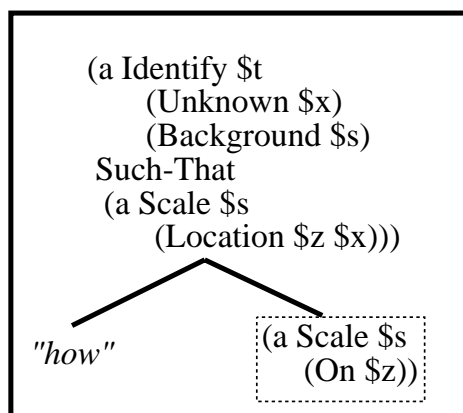 (a Identify $t
(Unknown $x)
(Background $s)
Such-That
(a Scale $s
(Location $z $x)))
"how"
(a Scale $s
(On $z))